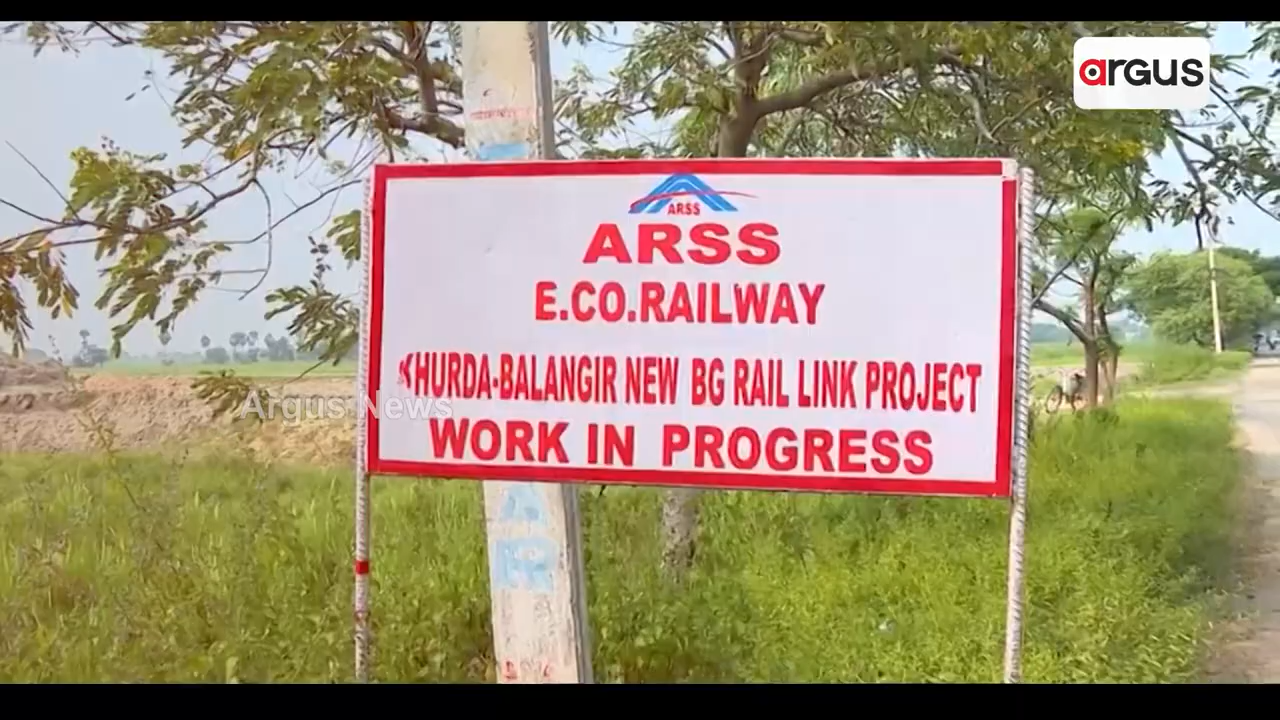 argus
ARSS
ARSS
E.CO.RAILWAY
KHURDA-BALANGIR NEW BG RAIL LINK PROJECT
Argus News
WORK IN PROGRESS